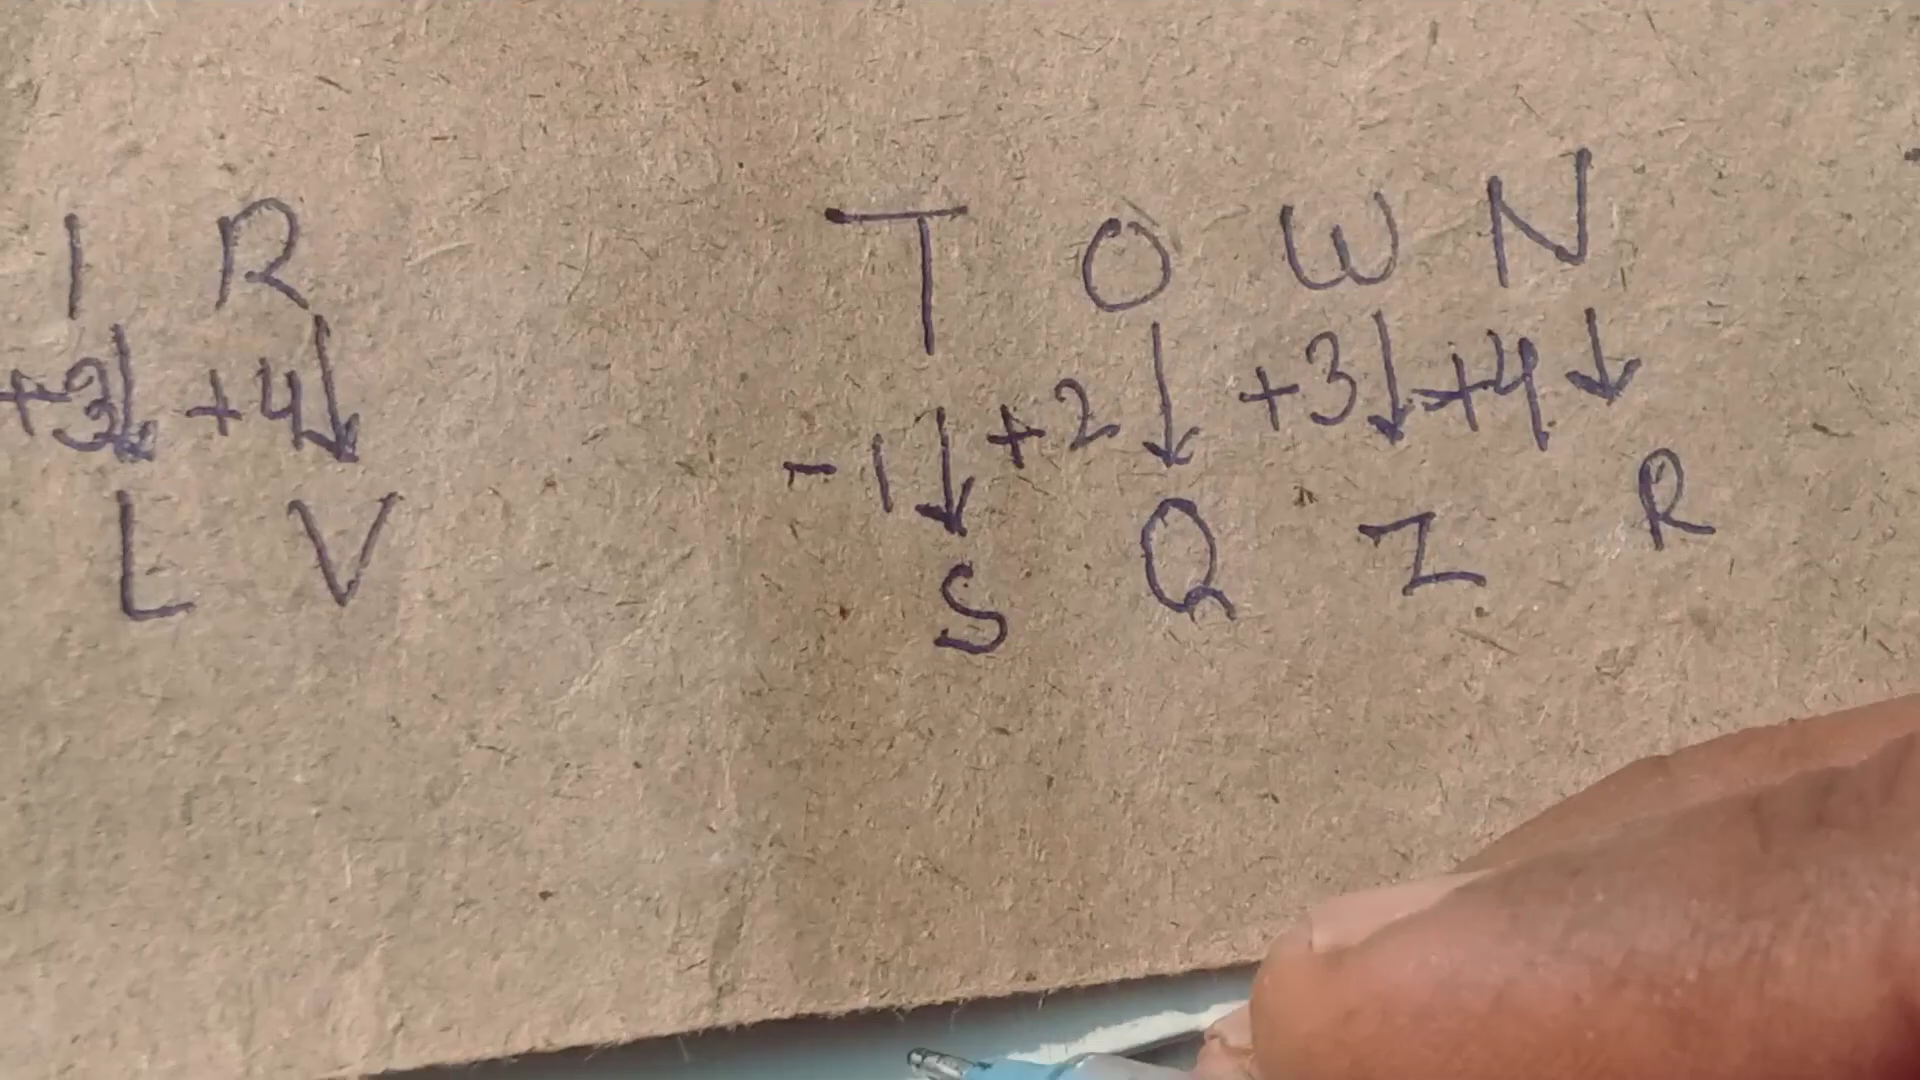 I R T O W N
+3↓ +4↓ -1↓ +2↓ +3↓ +4↓
L V S Q Z R